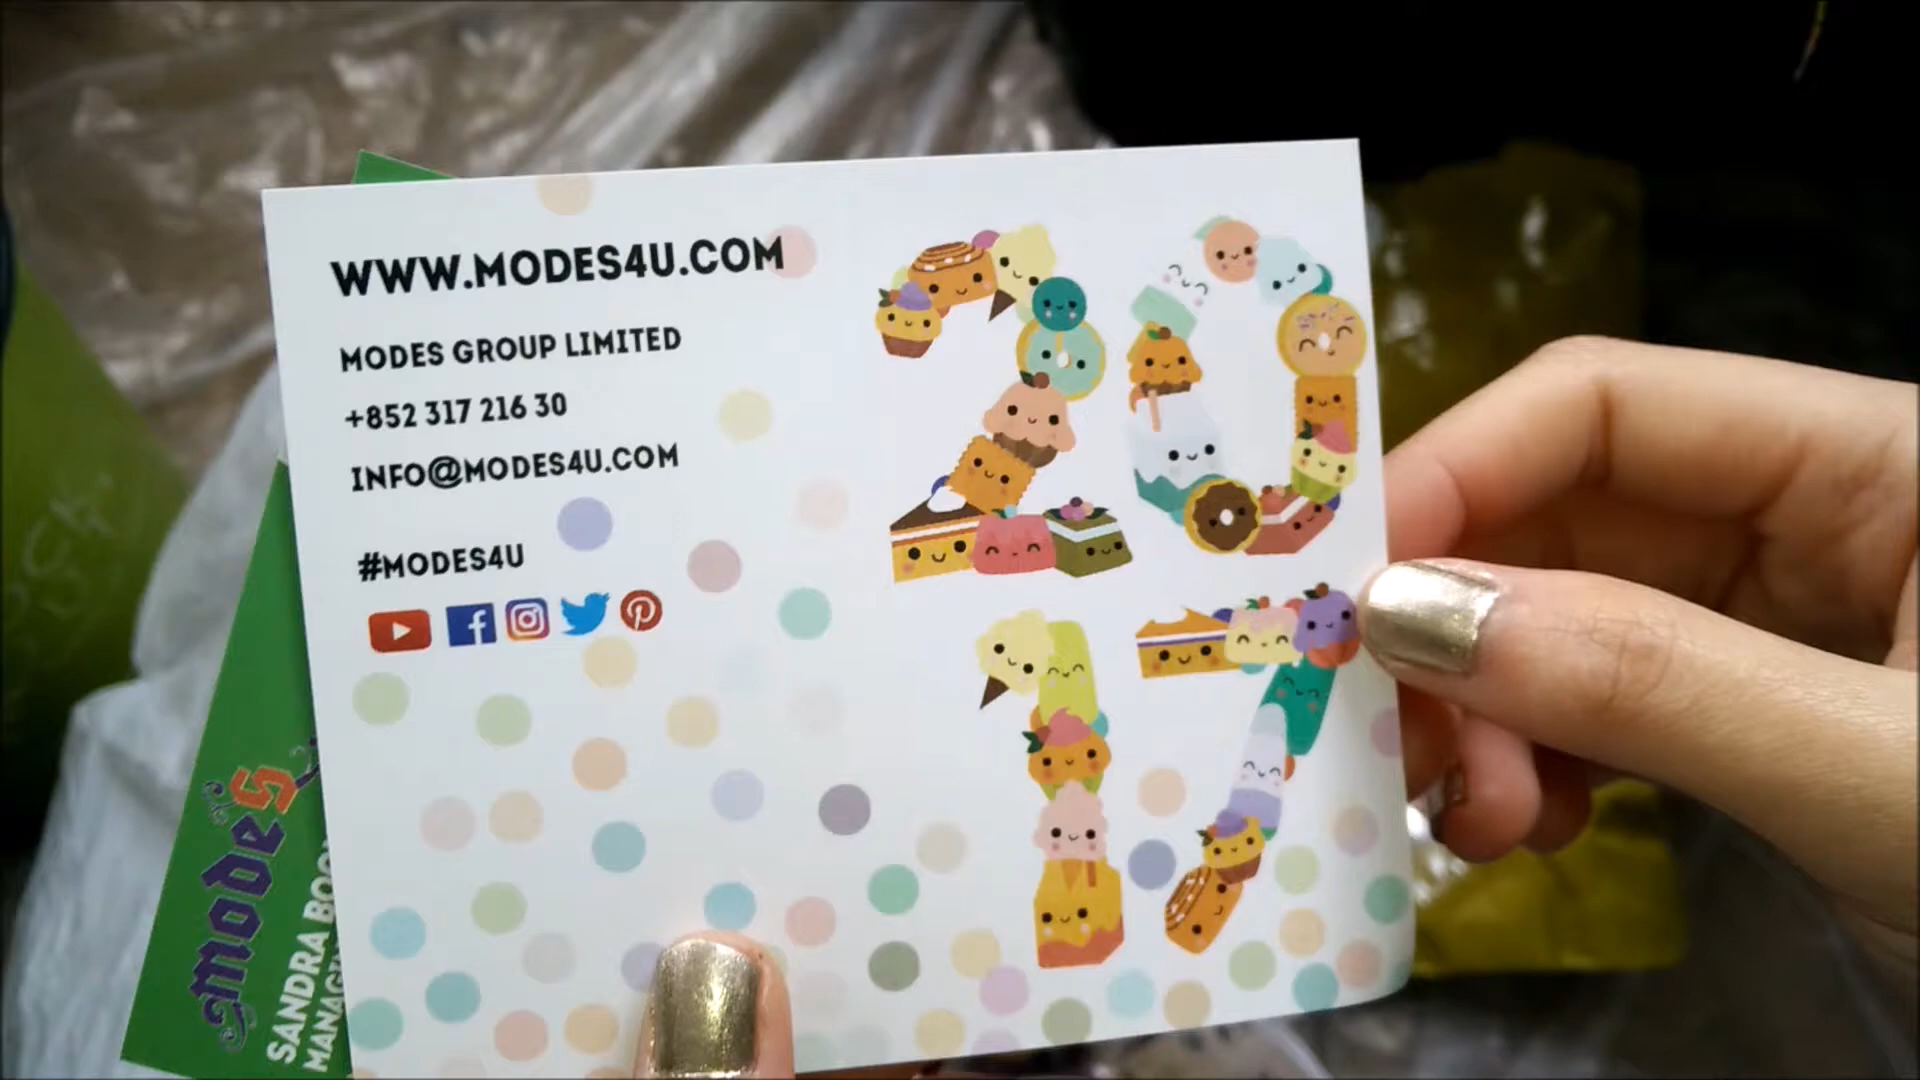 WWW.MODES4U.COM
MODES GROUP LIMITED
+852 317 216 30
INFO@MODES4U.COM
#MODES4U
2017
modes
SANDRA